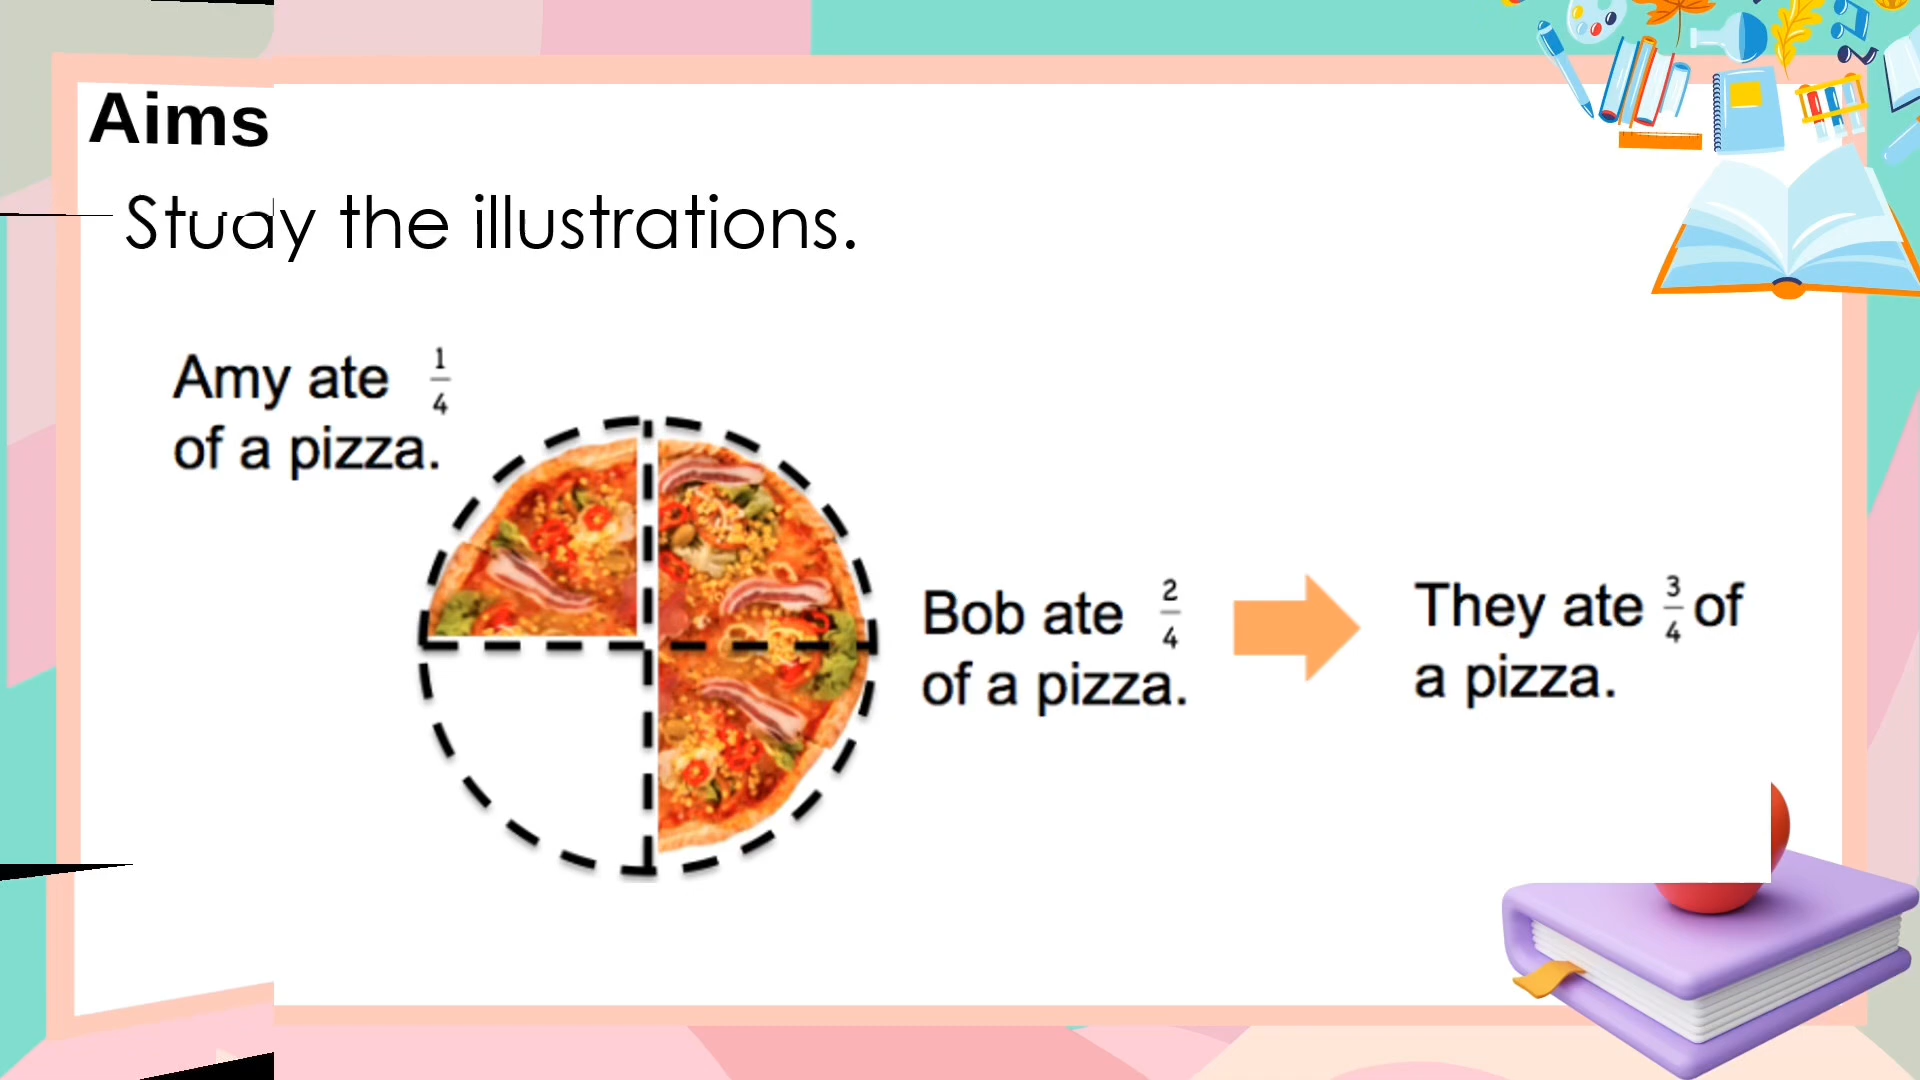 Aims
Study the illustrations.
Amy ate 1/4
of a pizza.
Bob ate 2/4
of a pizza.
They ate 3/4 of
a pizza.